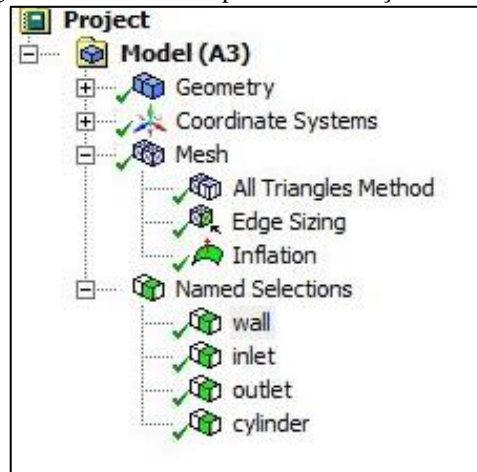 Project
Model (A3)
Geometry
Coordinate Systems
Mesh
All Triangles Method
Edge Sizing
Inflation
Named Selections
wall
inlet
outlet
cylinder